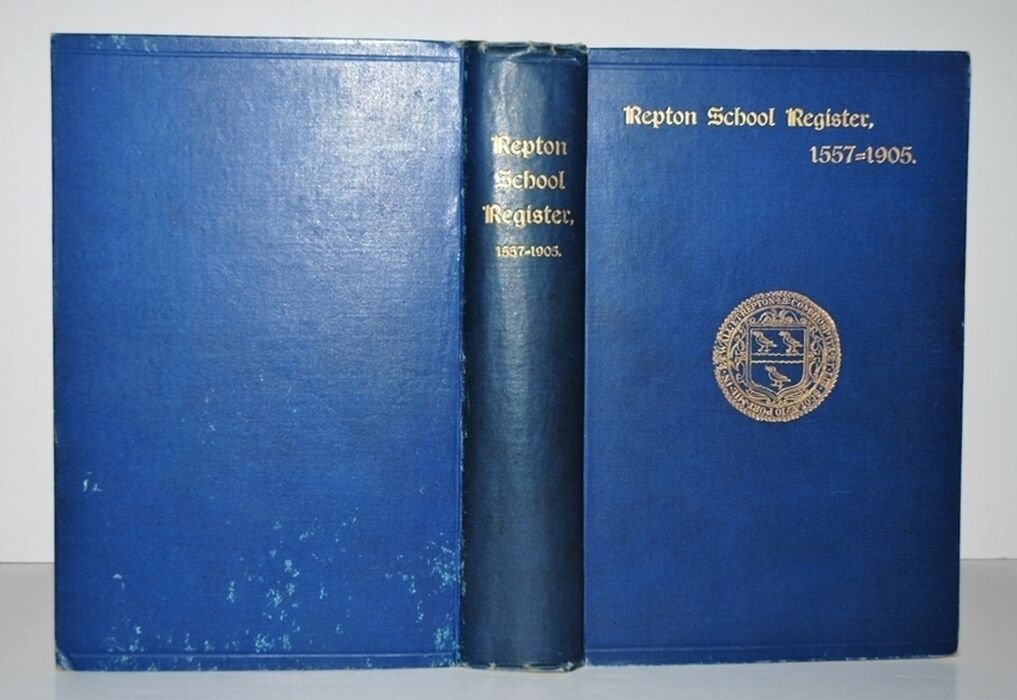 Repton
School
Register,
1557=1905.
Repton School Register,
1557=1905.